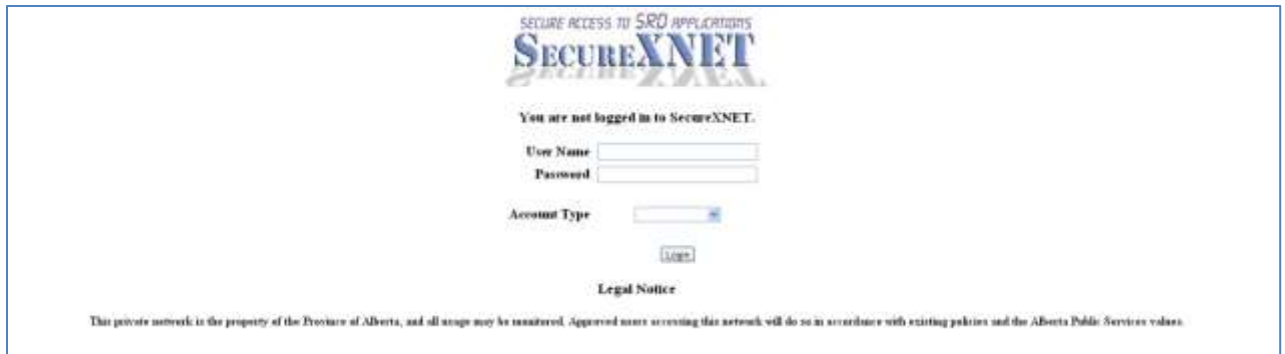 SECURE ACCESS TO SRD APPLICATIONS
SECUREXNET
You are not logged in to SecureXNET.
User Name
Password
Account Type
Login
Legal Notice
This private network is the property of the Province of Alberta, and all usage may be monitored. Approved users accessing this network will do so in accordance with existing policies and the Alberta Public Services values.